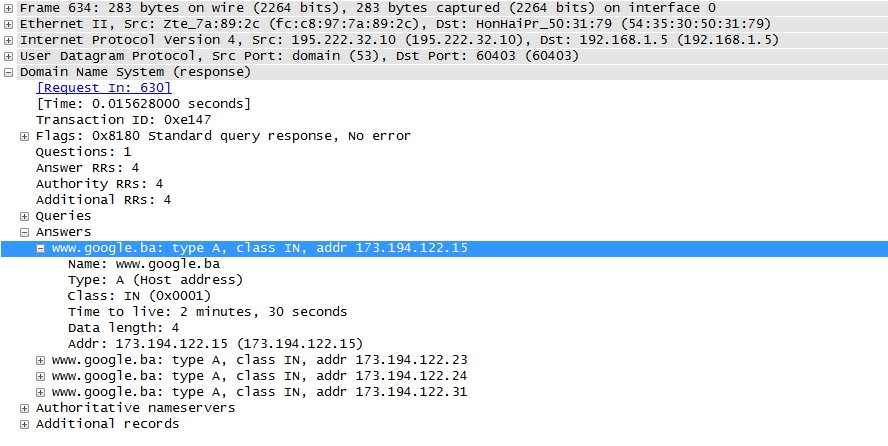 Frame 634: 283 bytes on wire (2264 bits), 283 bytes captured (2264 bits) on interface 0
Ethernet II, Src: Zte_7a:89:2c (fc:c8:97:7a:89:2c), Dst: HonHaiPr_50:31:79 (54:35:30:50:31:79)
Internet Protocol Version 4, Src: 195.222.32.10 (195.222.32.10), Dst: 192.168.1.5 (192.168.1.5)
User Datagram Protocol, Src Port: domain (53), Dst Port: 60403 (60403)
Domain Name System (response)
[Request In: 630]
[Time: 0.015628000 seconds]
Transaction ID: 0xe147
Flags: 0x8180 Standard query response, No error
Questions: 1
Answer RRs: 4
Authority RRs: 4
Additional RRs: 4
Queries
Answers
www.google.ba: type A, class IN, addr 173.194.122.15
Name: www.google.ba
Type: A (Host address)
Class: IN (0x0001)
Time to live: 2 minutes, 30 seconds
Data length: 4
Addr: 173.194.122.15 (173.194.122.15)
www.google.ba: type A, class IN, addr 173.194.122.23
www.google.ba: type A, class IN, addr 173.194.122.24
www.google.ba: type A, class IN, addr 173.194.122.31
Authoritative nameservers
Additional records